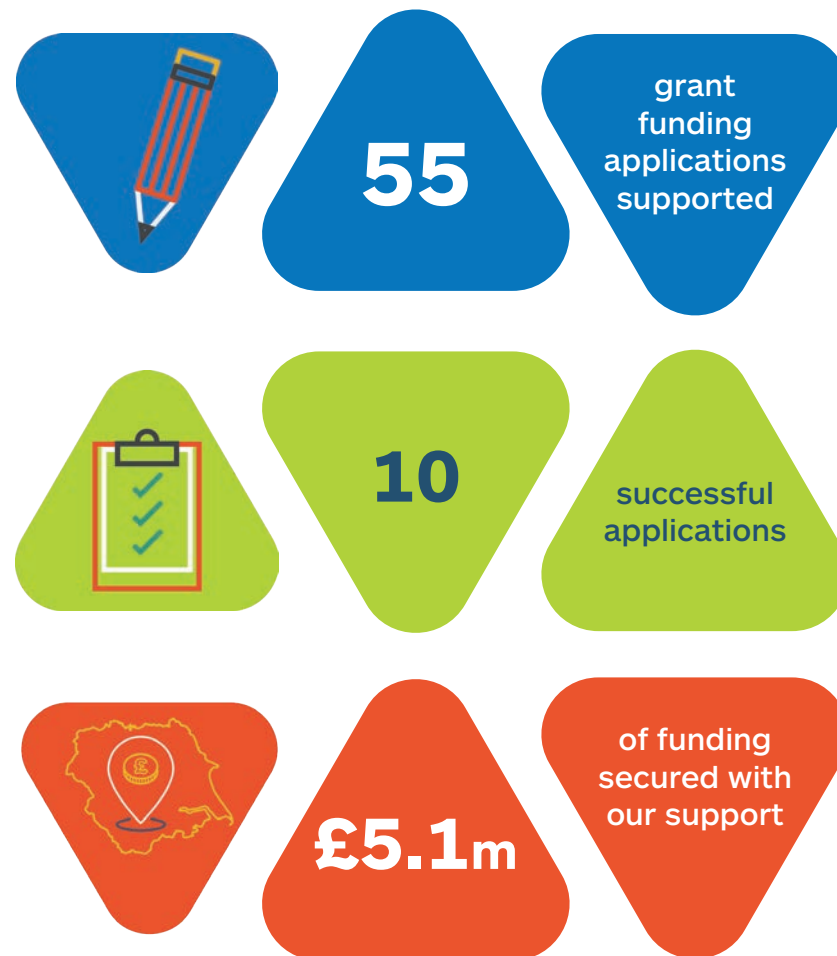 55
grant
funding
applications
supported
10
successful
applications
£
£5.1m
of funding
secured with
our support